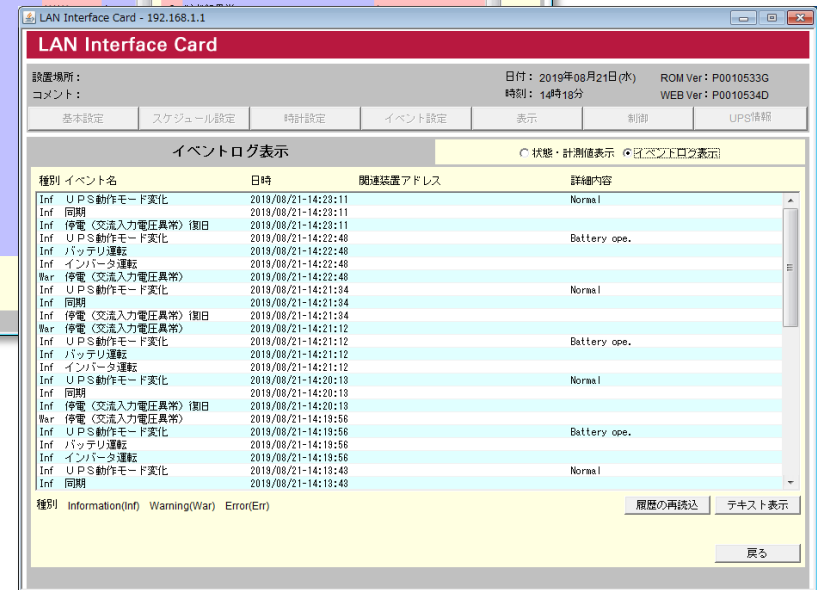 LAN Interface Card - 192.168.1.1
LAN Interface Card
設置場所： 日付： 2019年08月21日(水) ROM Ver： P0010533G
コメント： 時刻： 14時18分 WEB Ver： P0010534D
基本設定 スケジュール設定 時計設定 イベント設定 表示 制御 UPS情報
イベントログ表示 状態・計測値表示 イベントログ表示
種別 イベント名 日時 関連装置アドレス 詳細内容
Inf ＵＰＳ動作モード変化 2019/08/21-14:23:11 Normal
Inf 同期 2019/08/21-14:23:11
Inf 停電（交流入力電圧異常）復旧 2019/08/21-14:23:11
Inf ＵＰＳ動作モード変化 2019/08/21-14:22:48 Battery ope.
Inf バッテリ運転 2019/08/21-14:22:48
Inf インバータ運転 2019/08/21-14:22:48
War 停電（交流入力電圧異常） 2019/08/21-14:22:48
Inf ＵＰＳ動作モード変化 2019/08/21-14:21:34 Normal
Inf 同期 2019/08/21-14:21:34
Inf 停電（交流入力電圧異常）復旧 2019/08/21-14:21:34
War 停電（交流入力電圧異常） 2019/08/21-14:21:12
Inf ＵＰＳ動作モード変化 2019/08/21-14:21:12 Battery ope.
Inf バッテリ運転 2019/08/21-14:21:12
Inf インバータ運転 2019/08/21-14:21:12
Inf ＵＰＳ動作モード変化 2019/08/21-14:20:13 Normal
Inf 同期 2019/08/21-14:20:13
Inf 停電（交流入力電圧異常）復旧 2019/08/21-14:20:13
War 停電（交流入力電圧異常） 2019/08/21-14:19:56
Inf ＵＰＳ動作モード変化 2019/08/21-14:19:56 Battery ope.
Inf バッテリ運転 2019/08/21-14:19:56
Inf インバータ運転 2019/08/21-14:19:56
Inf ＵＰＳ動作モード変化 2019/08/21-14:13:43 Normal
Inf 同期 2019/08/21-14:13:43
種別 Information(Inf) Warning(War) Error(Err) 履歴の再読込 テキスト表示
戻る